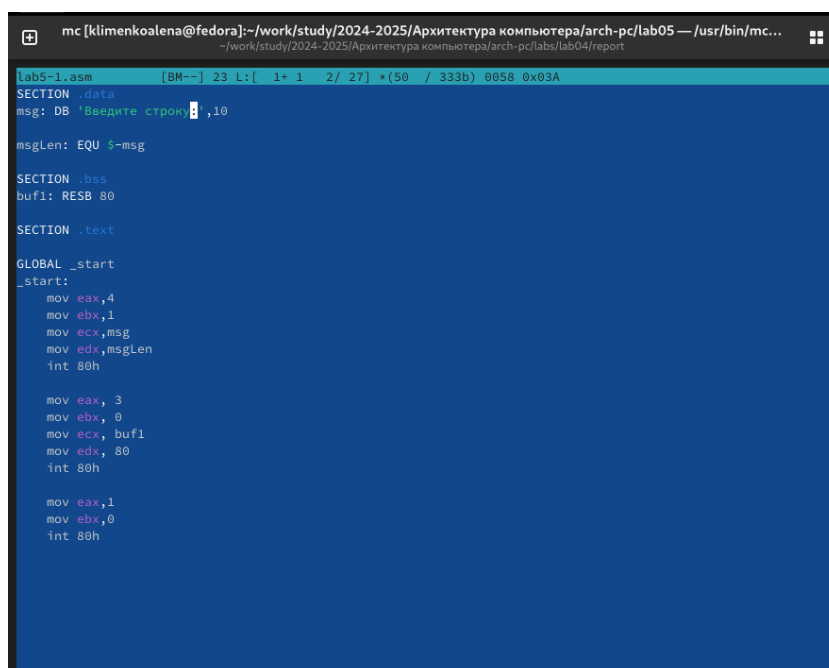 mc [klimenkoalena@fedora]:~/work/study/2024-2025/Архитектура компьютера/arch-pc/lab05 — /usr/bin/mc...
~/work/study/2024-2025/Архитектура компьютера/arch-pc/labs/lab04/report
lab5-1.asm [BM--] 23 L:[ 1+ 1 2/ 27] *(50 / 333b) 0058 0x03A
SECTION .data
msg: DB 'Введите строку:',10
msgLen: EQU $-msg
SECTION .bss
buf1: RESB 80
SECTION .text
GLOBAL _start
_start:
mov eax,4
mov ebx,1
mov ecx,msg
mov edx,msgLen
int 80h
mov eax, 3
mov ebx, 0
mov ecx, buf1
mov edx, 80
int 80h
mov eax,1
mov ebx,0
int 80h